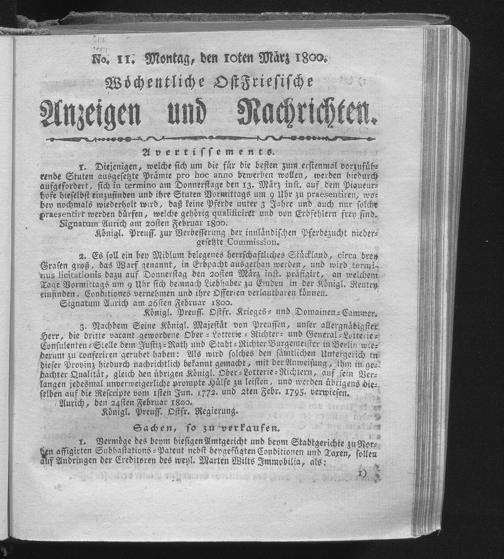 No. 11. Montag, den 10ten März 1800.
Wöchentliche OstFriesische
Anzeigen und Nachrichten.
Avertissements.
1. Diejenigen, welche sich um die für die besten zum erstenmal vorzufüh-
rende Stuten ausgesetzte Prämie pro hoc anno bewerben wollen, werden hiedurch
aufgefordert, sich in termino am Donnerstage den 13. März inst. auf dem Piqueur-
hofe dieselbst einzufinden und ihre Stuten Vormittags um 9 Uhr zu praesentiren, wo-
bey nochmals wiederholt wird, daß keine Pferde unter 3 Jahre und auch nur solche
praesentirt werden dürfen, welche gehörig qualificirt und von Erdfehlern frey sind.
Signatum Aurich am 20sten Februar 1800.
Königl. Preuss. zur Verbesserung der innländischen Pferdezucht nieder-
gesetzte Commission.
2. Es soll ein bey Midlum belegenes herrschaftliches Stückland, circa drey
Grasen groß, das Warf genannt, in Erbpacht ausgethan werden, und wird termi-
nus licitationis dazu auf Donnerstag den 20sten März inst. präfigirt, an welchem
Tage Vormittags um 9 Uhr sich demnach Liebhaber zu Emden in der Königl. Rentey
einfinden, Conditiones vernehmen und ihre Offerten verlautbaren können.
Signatum Aurich am 26sten Februar 1800.
Königl. Preuss. Ostfr. Krieges- und Domainen-Cammer.
3. Nachdem Seine Königl. Majestät von Preussen, unser allergnädigster
Herr, die dritte vacant gewordene Ober-Lotterie-Richter- und General-Lotterie-
Consulenten-Stelle dem Justiz-Rath und Stadt-Richter Burgemeister in Berlin wie-
derum zu conferiren geruhet haben: Als wird solches den sämtlichen Untergerich in
dieser Provinz hiedurch nachrichtlich bekannt gemacht, mit der Anweisung, ihm in ge-
dachter Qualität, gleich den übrigen Königl. Ober-Lotterie-Richtern, auf sein Ver-
langen jedesmal unverweigerliche prompte Hülfe zu leisten, und werden übrigens die-
selben auf die Rescripte vom 1sten Jun. 1772. und 2ten Febr. 1795. verwiesen.
Aurich, den 24sten Februar 1800.
Königl. Preuss. Ostfr. Regierung.
Sachen, so zu verkaufen.
1. Vermöge des beym hiesigen Amtgericht und beym Stadtgerichte zu Nor-
den affigirten Subhastations-Patent nebst beygefügten Conditionen und Taxen, sollen
auf Andringen der Creditoren des weyl. Marten Wilts Immobilia, als: